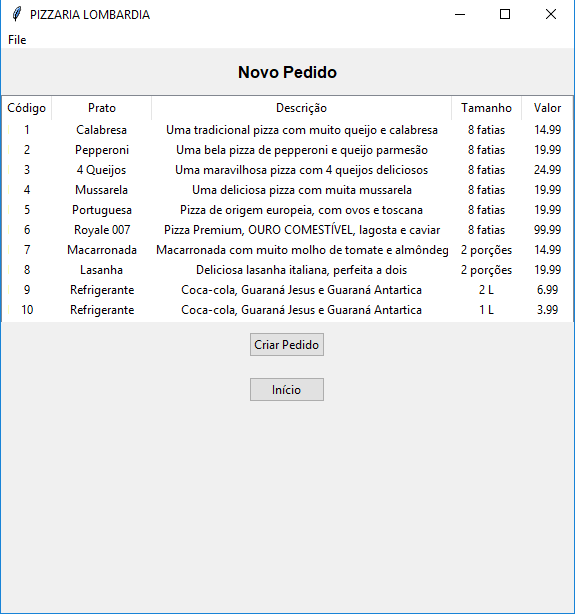 PIZZARIA LOMBARDIA
File
Novo Pedido
Código Prato Descrição Tamanho Valor
1 Calabresa Uma tradicional pizza com muito queijo e calabresa 8 fatias 14.99
2 Pepperoni Uma bela pizza de pepperoni e queijo parmesão 8 fatias 19.99
3 4 Queijos Uma maravilhosa pizza com 4 queijos deliciosos 8 fatias 24.99
4 Mussarela Uma deliciosa pizza com muita mussarela 8 fatias 19.99
5 Portuguesa Pizza de origem europeia, com ovos e toscana 8 fatias 19.99
6 Royale 007 Pizza Premium, OURO COMESTÍVEL, lagosta e caviar 8 fatias 99.99
7 Macarronada Macarronada com muito molho de tomate e almôndeg 2 porções 14.99
8 Lasanha Deliciosa lasanha italiana, perfeita a dois 2 porções 19.99
9 Refrigerante Coca-cola, Guaraná Jesus e Guaraná Antartica 2 L 6.99
10 Refrigerante Coca-cola, Guaraná Jesus e Guaraná Antartica 1 L 3.99
Criar Pedido
Início